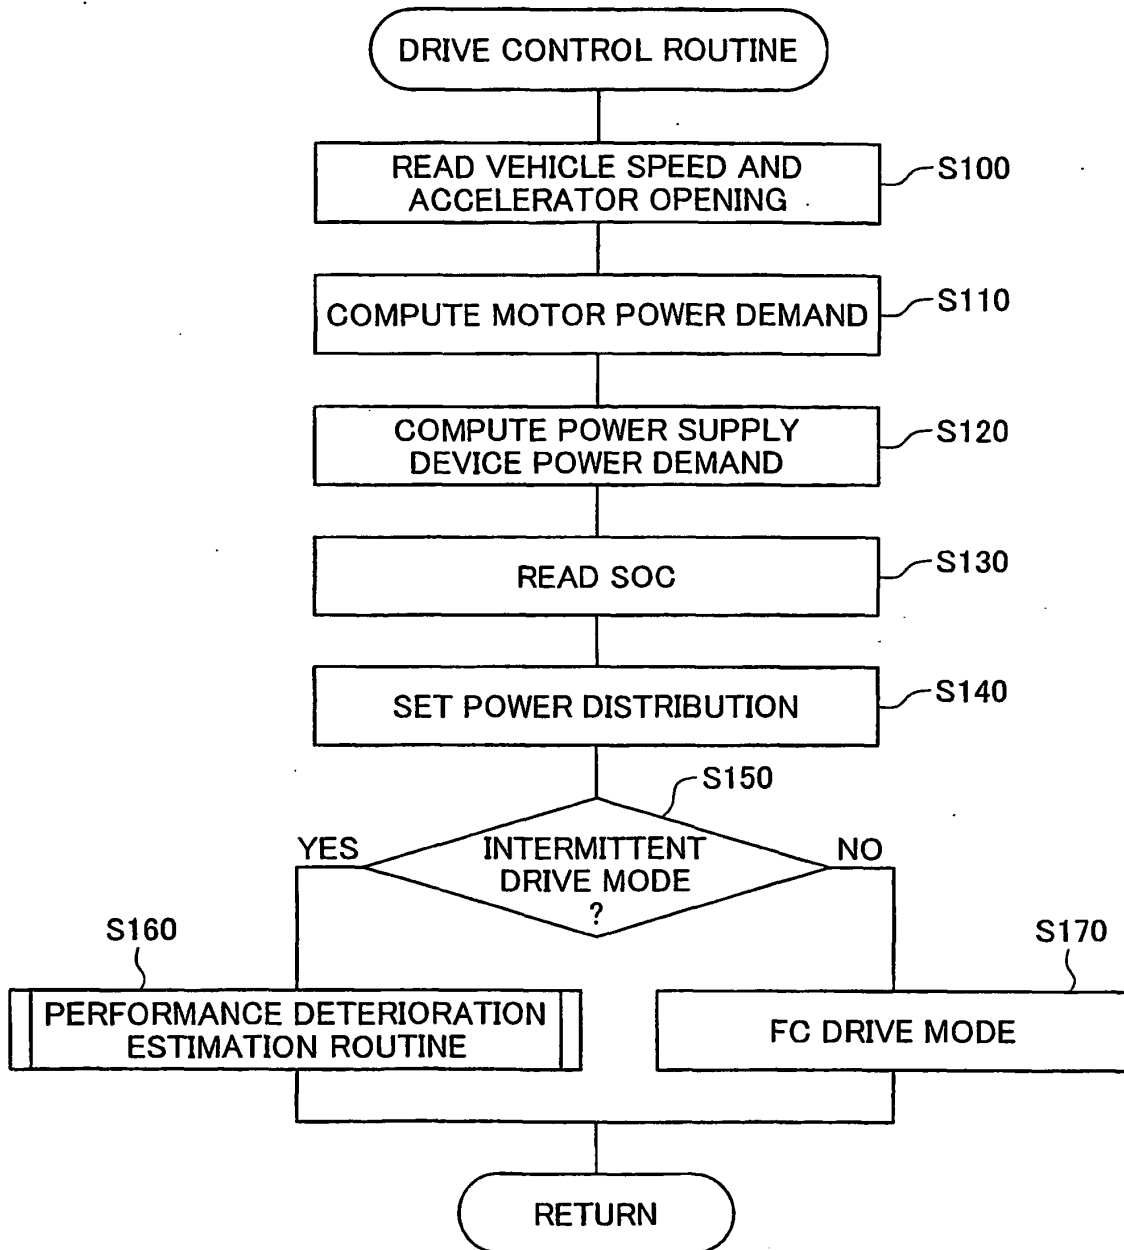 DRIVE CONTROL ROUTINE
READ VEHICLE SPEED AND
ACCELERATOR OPENING
S100
COMPUTE MOTOR POWER DEMAND
S110
COMPUTE POWER SUPPLY
DEVICE POWER DEMAND
S120
READ SOC
S130
SET POWER DISTRIBUTION
S140
S150
YES
INTERMITTENT
DRIVE MODE
?
NO
S160
S170
PERFORMANCE DETERIORATION
ESTIMATION ROUTINE
FC DRIVE MODE
RETURN